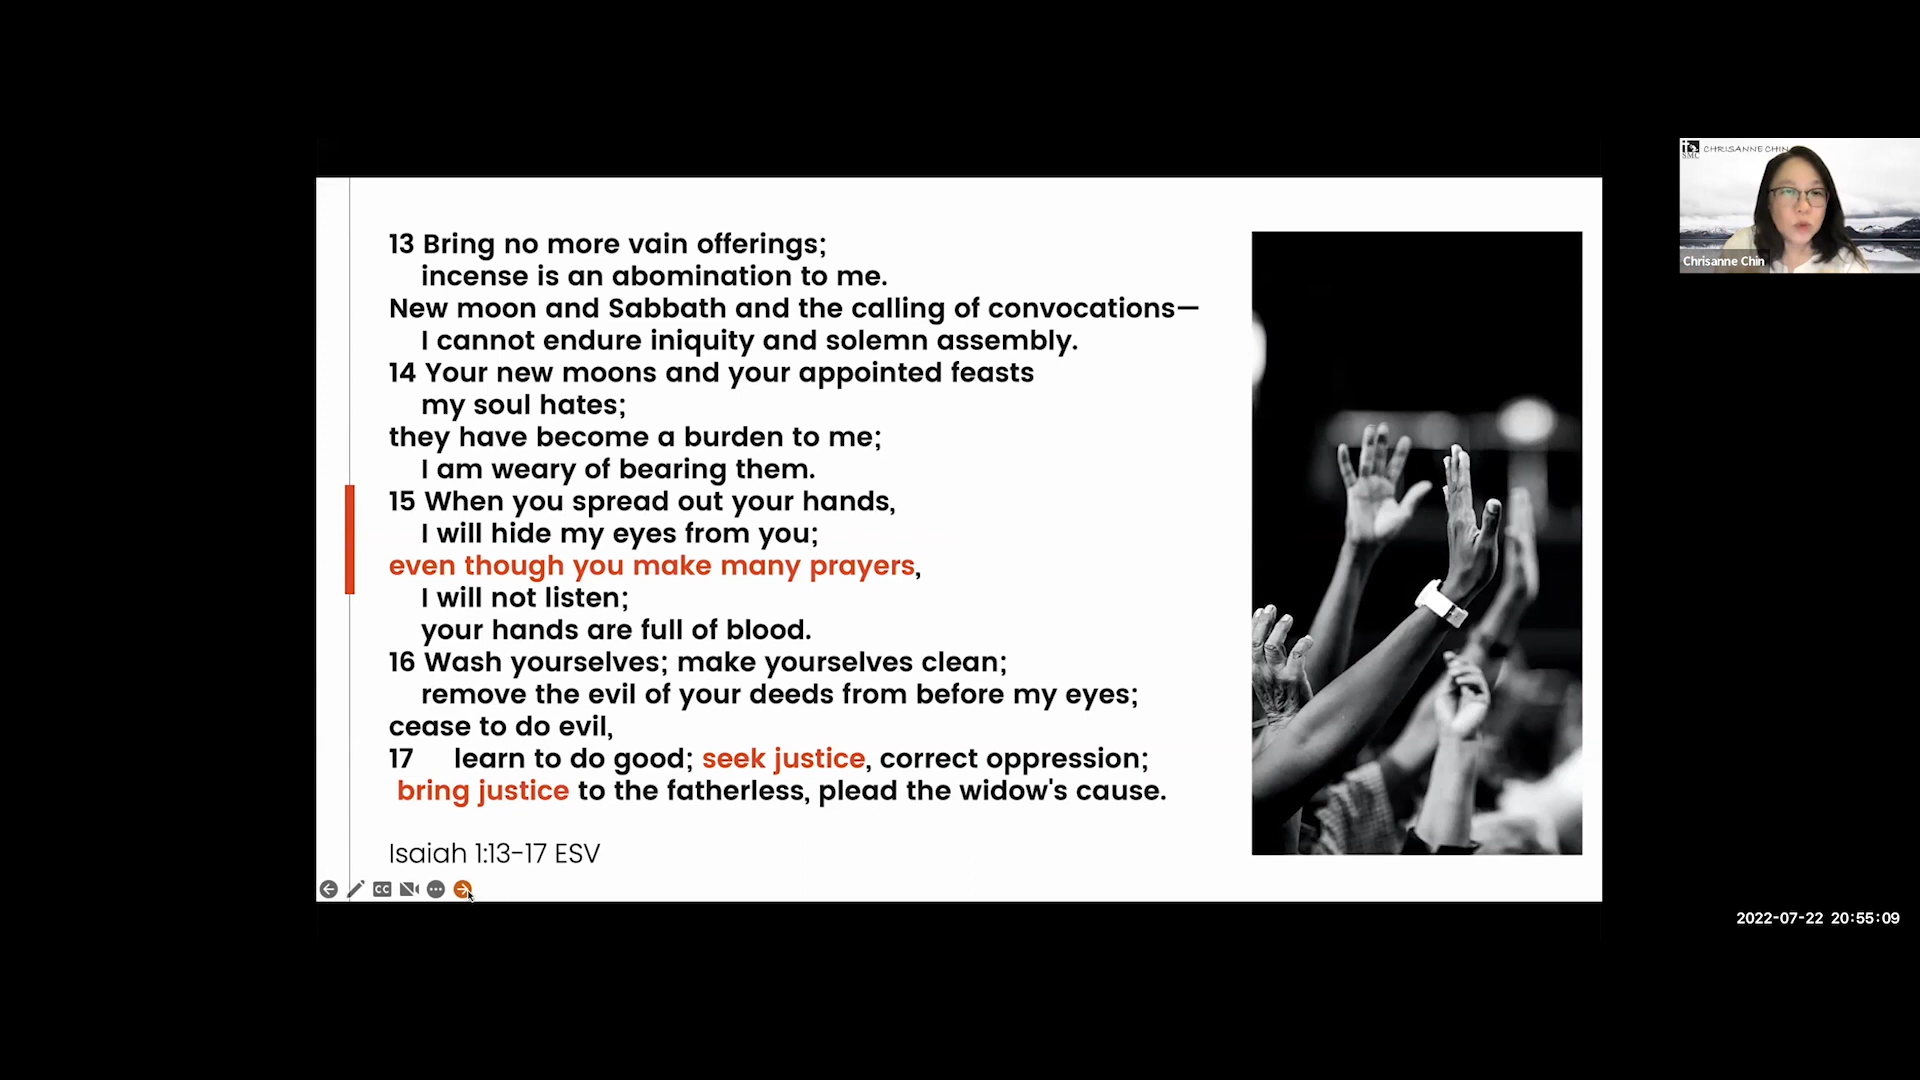 13 Bring no more vain offerings;
incense is an abomination to me.
New moon and Sabbath and the calling of convocations—
I cannot endure iniquity and solemn assembly.
14 Your new moons and your appointed feasts
my soul hates;
they have become a burden to me;
I am weary of bearing them.
15 When you spread out your hands,
I will hide my eyes from you;
even though you make many prayers,
I will not listen;
your hands are full of blood.
16 Wash yourselves; make yourselves clean;
remove the evil of your deeds from before my eyes;
cease to do evil,
17 learn to do good; seek justice, correct oppression;
bring justice to the fatherless, plead the widow's cause.
Isaiah 1:13-17 ESV
CC
SMC
CHRISANNE CHIN
Chrisanne Chin
2022-07-22 20:55:09